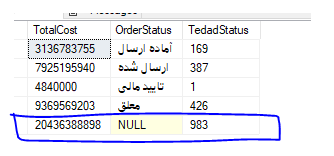 TotalCost OrderStatus TedadStatus
3136783755 آماده ارسال 169
7925195940 ارسال شده 387
4840000 تایید مالی 1
9369569203 معلق 426
20436388898 NULL 983